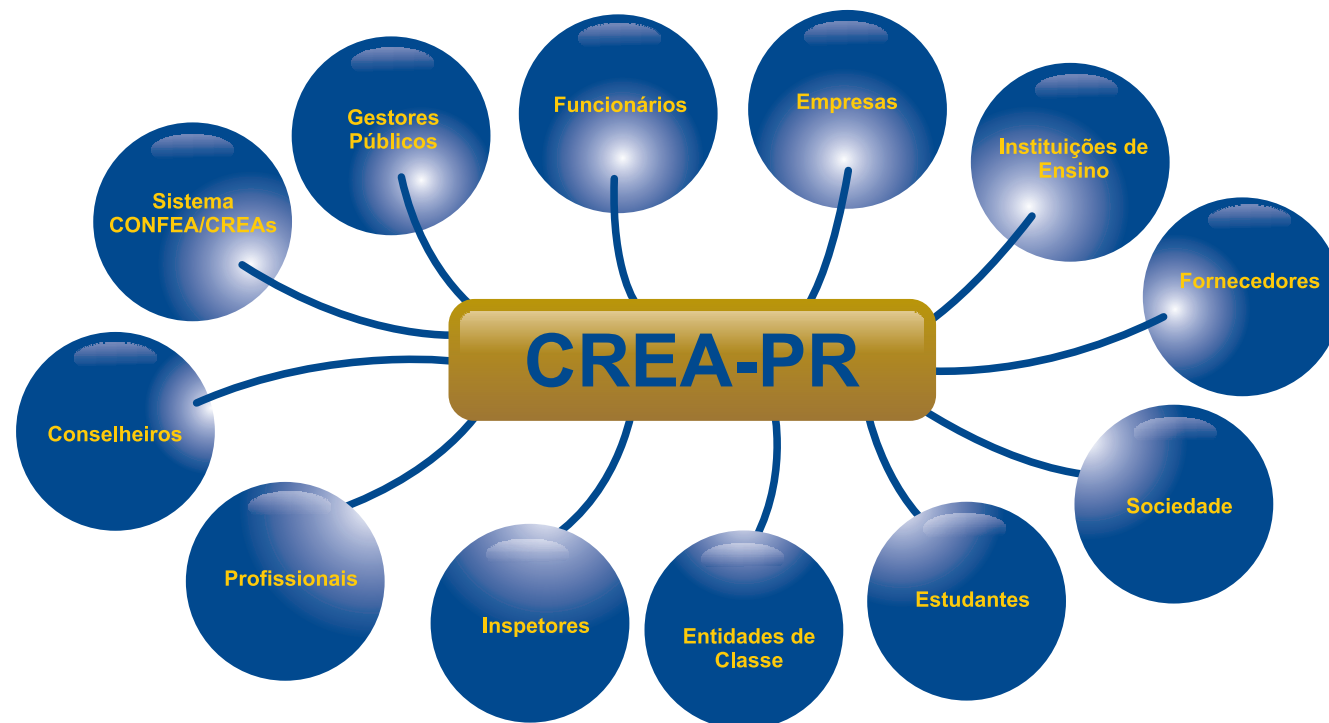 Funcionários
Empresas
Gestores
Públicos
Instituições de
Ensino
Sistema
CONFEA/CREAs
Fornecedores
CREA-PR
Conselheiros
Sociedade
Profissionais
Inspetores
Entidades de
Classe
Estudantes